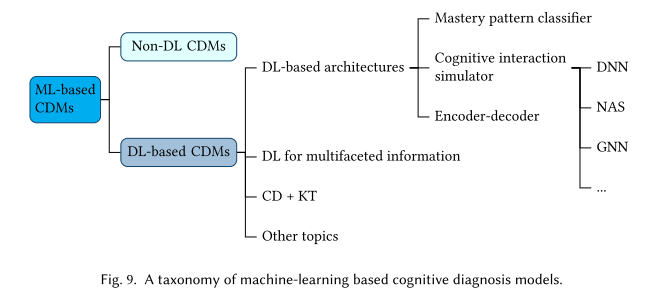 Mastery pattern classifier
Non-DL CDMs
DL-based architectures
Cognitive interaction
simulator
DNN
ML-based
CDMs
NAS
Encoder-decoder
DL-based CDMs
DL for multifaceted information
GNN
CD + KT
...
Other topics
Fig. 9. A taxonomy of machine-learning based cognitive diagnosis models.